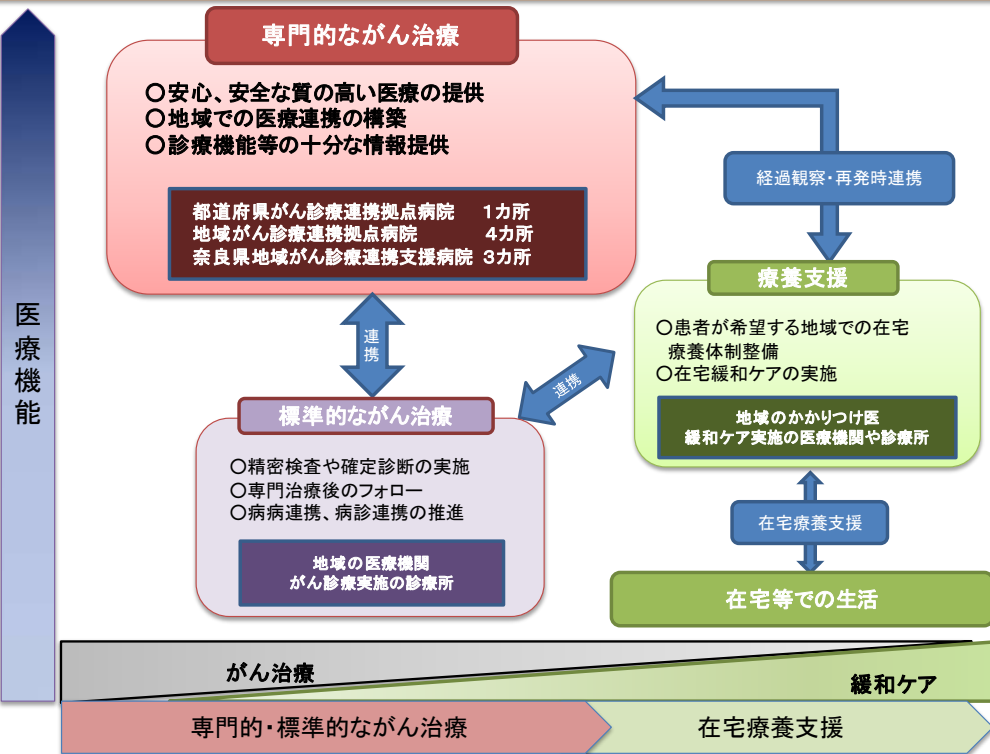 専門的ながん治療
○安心、安全な質の高い医療の提供
○地域での医療連携の構築
○診療機能等の十分な情報提供
都道府県がん診療連携拠点病院 1カ所
地域がん診療連携拠点病院 4カ所
奈良県地域がん診療連携支援病院 3カ所
経過観察・再発時連携
医療機能
連携
連携
療養支援
○患者が希望する地域での在宅
療養体制整備
○在宅緩和ケアの実施
地域のかかりつけ医
緩和ケア実施の医療機関や診療所
標準的ながん治療
○精密検査や確定診断の実施
○専門治療後のフォロー
○病病連携、病診連携の推進
地域の医療機関
がん診療実施の診療所
在宅療養支援
在宅等での生活
がん治療
緩和ケア
専門的・標準的ながん治療
在宅療養支援